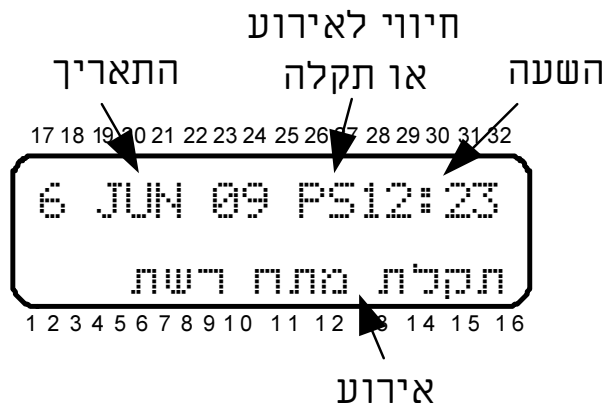 חיווי לאירוע
או תקלה
התאריך
השעה
17 18 19 20 21 22 23 24 25 26 27 28 29 30 31 32
6 JUN 09 PS12:23
תקלת מתח רשת
1 2 3 4 5 6 7 8 9 10 11 12 13 14 15 16
אירוע